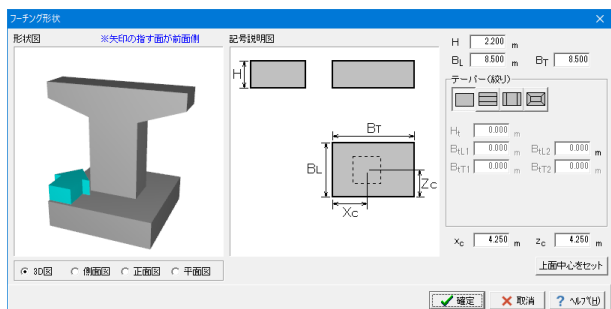 フーチング形状
形状図 ※矢印の指す面が前面側
記号説明図
H 2.200 m
BL 8.500 m BT 8.500
テーパー(絞り)
Ht 0.000 m
BtL1 0.000 m BtL2 0.000 m
BtT1 0.000 m BtT2 0.000 m
xc 4.250 m zc 4.250 m
上面中心をセット
H
BT
BL
Zc
Xc
3D図 側面図 正面図 平面図
確定 取消 ? ヘルプ(H)